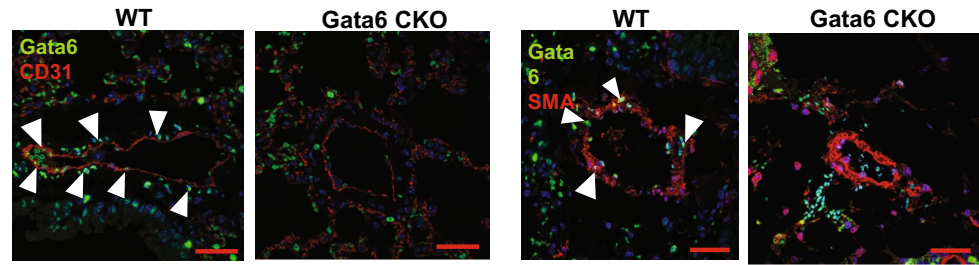 WT
Gata6 CKO
WT
Gata6 CKO
Gata6
CD31
Gata
6
SMA